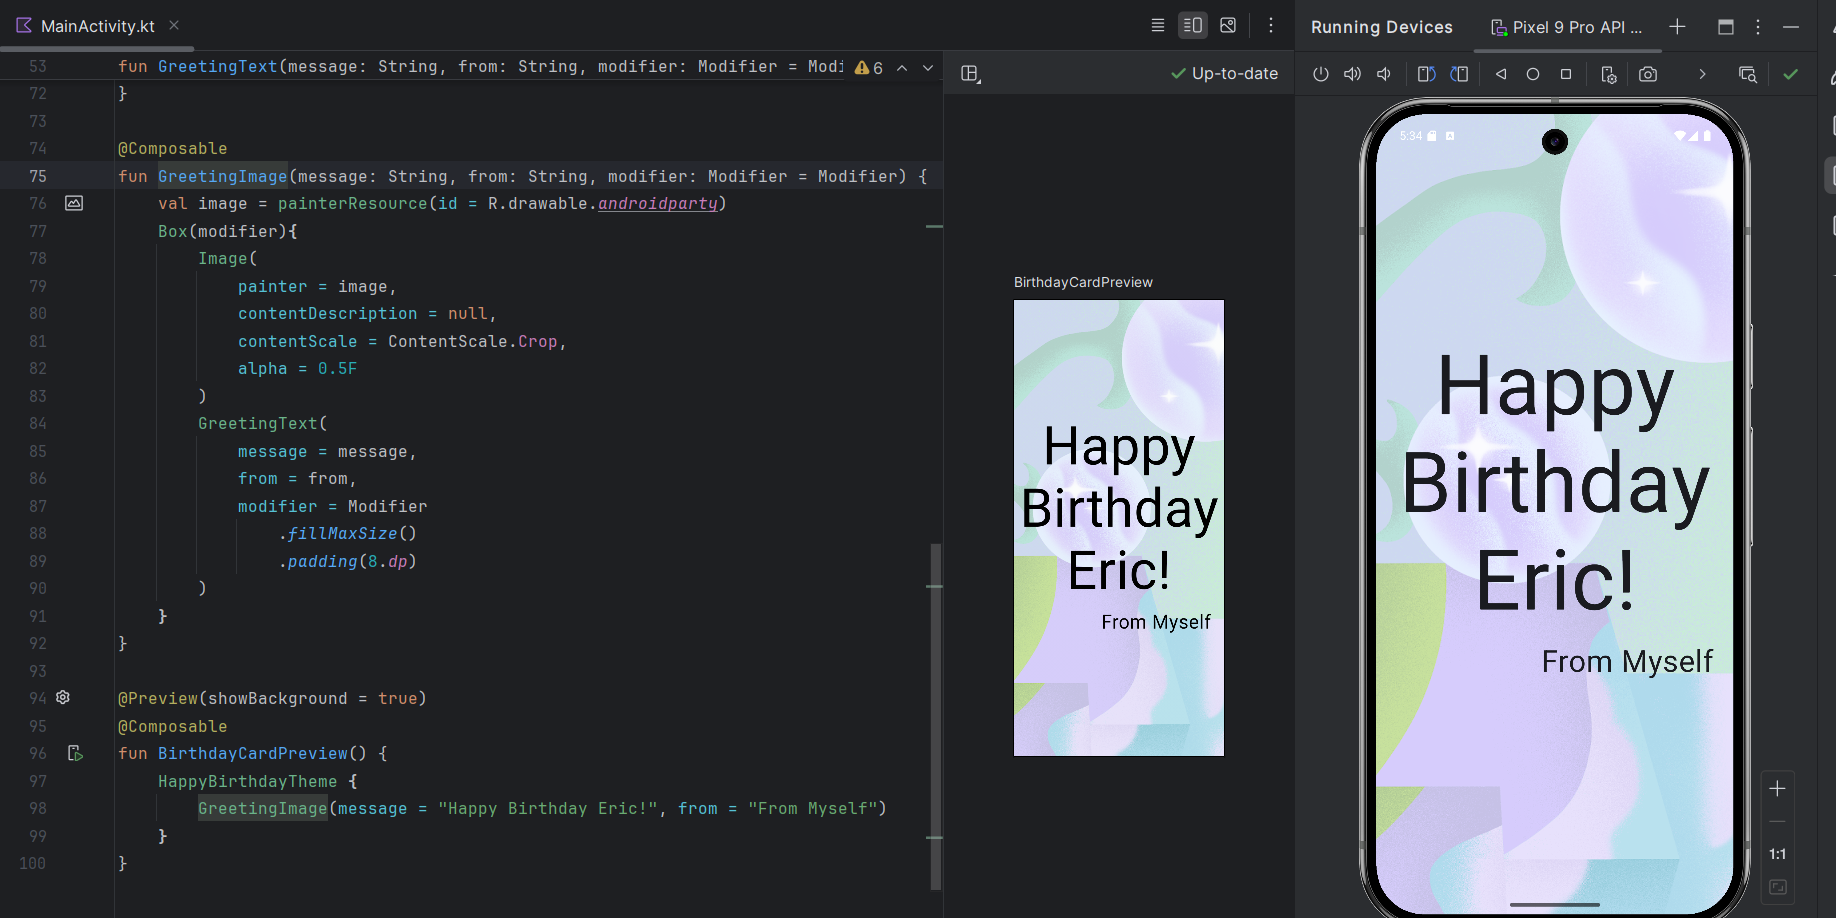 MainActivity.kt
Running Devices
Pixel 9 Pro API ...
53 fun GreetingText(message: String, from: String, modifier: Modifier = Modi
6
Up-to-date
72 }
73
74 @Composable
75 fun GreetingImage(message: String, from: String, modifier: Modifier = Modifier) {
76 val image = painterResource(id = R.drawable.androidparty)
77 Box(modifier){
78 Image(
79 painter = image,
80 contentDescription = null,
81 contentScale = ContentScale.Crop,
82 alpha = 0.5F
83 )
84 GreetingText(
85 message = message,
86 from = from,
87 modifier = Modifier
88 .fillMaxSize()
89 .padding(8.dp)
90 )
91 }
92 }
93
94 @Preview(showBackground = true)
95 @Composable
96 fun BirthdayCardPreview() {
97 HappyBirthdayTheme {
98 GreetingImage(message = "Happy Birthday Eric!", from = "From Myself")
99 }
100 }
BirthdayCardPreview
Happy
Birthday
Eric!
From Myself
5:34
Happy
Birthday
Eric!
From Myself
1:1